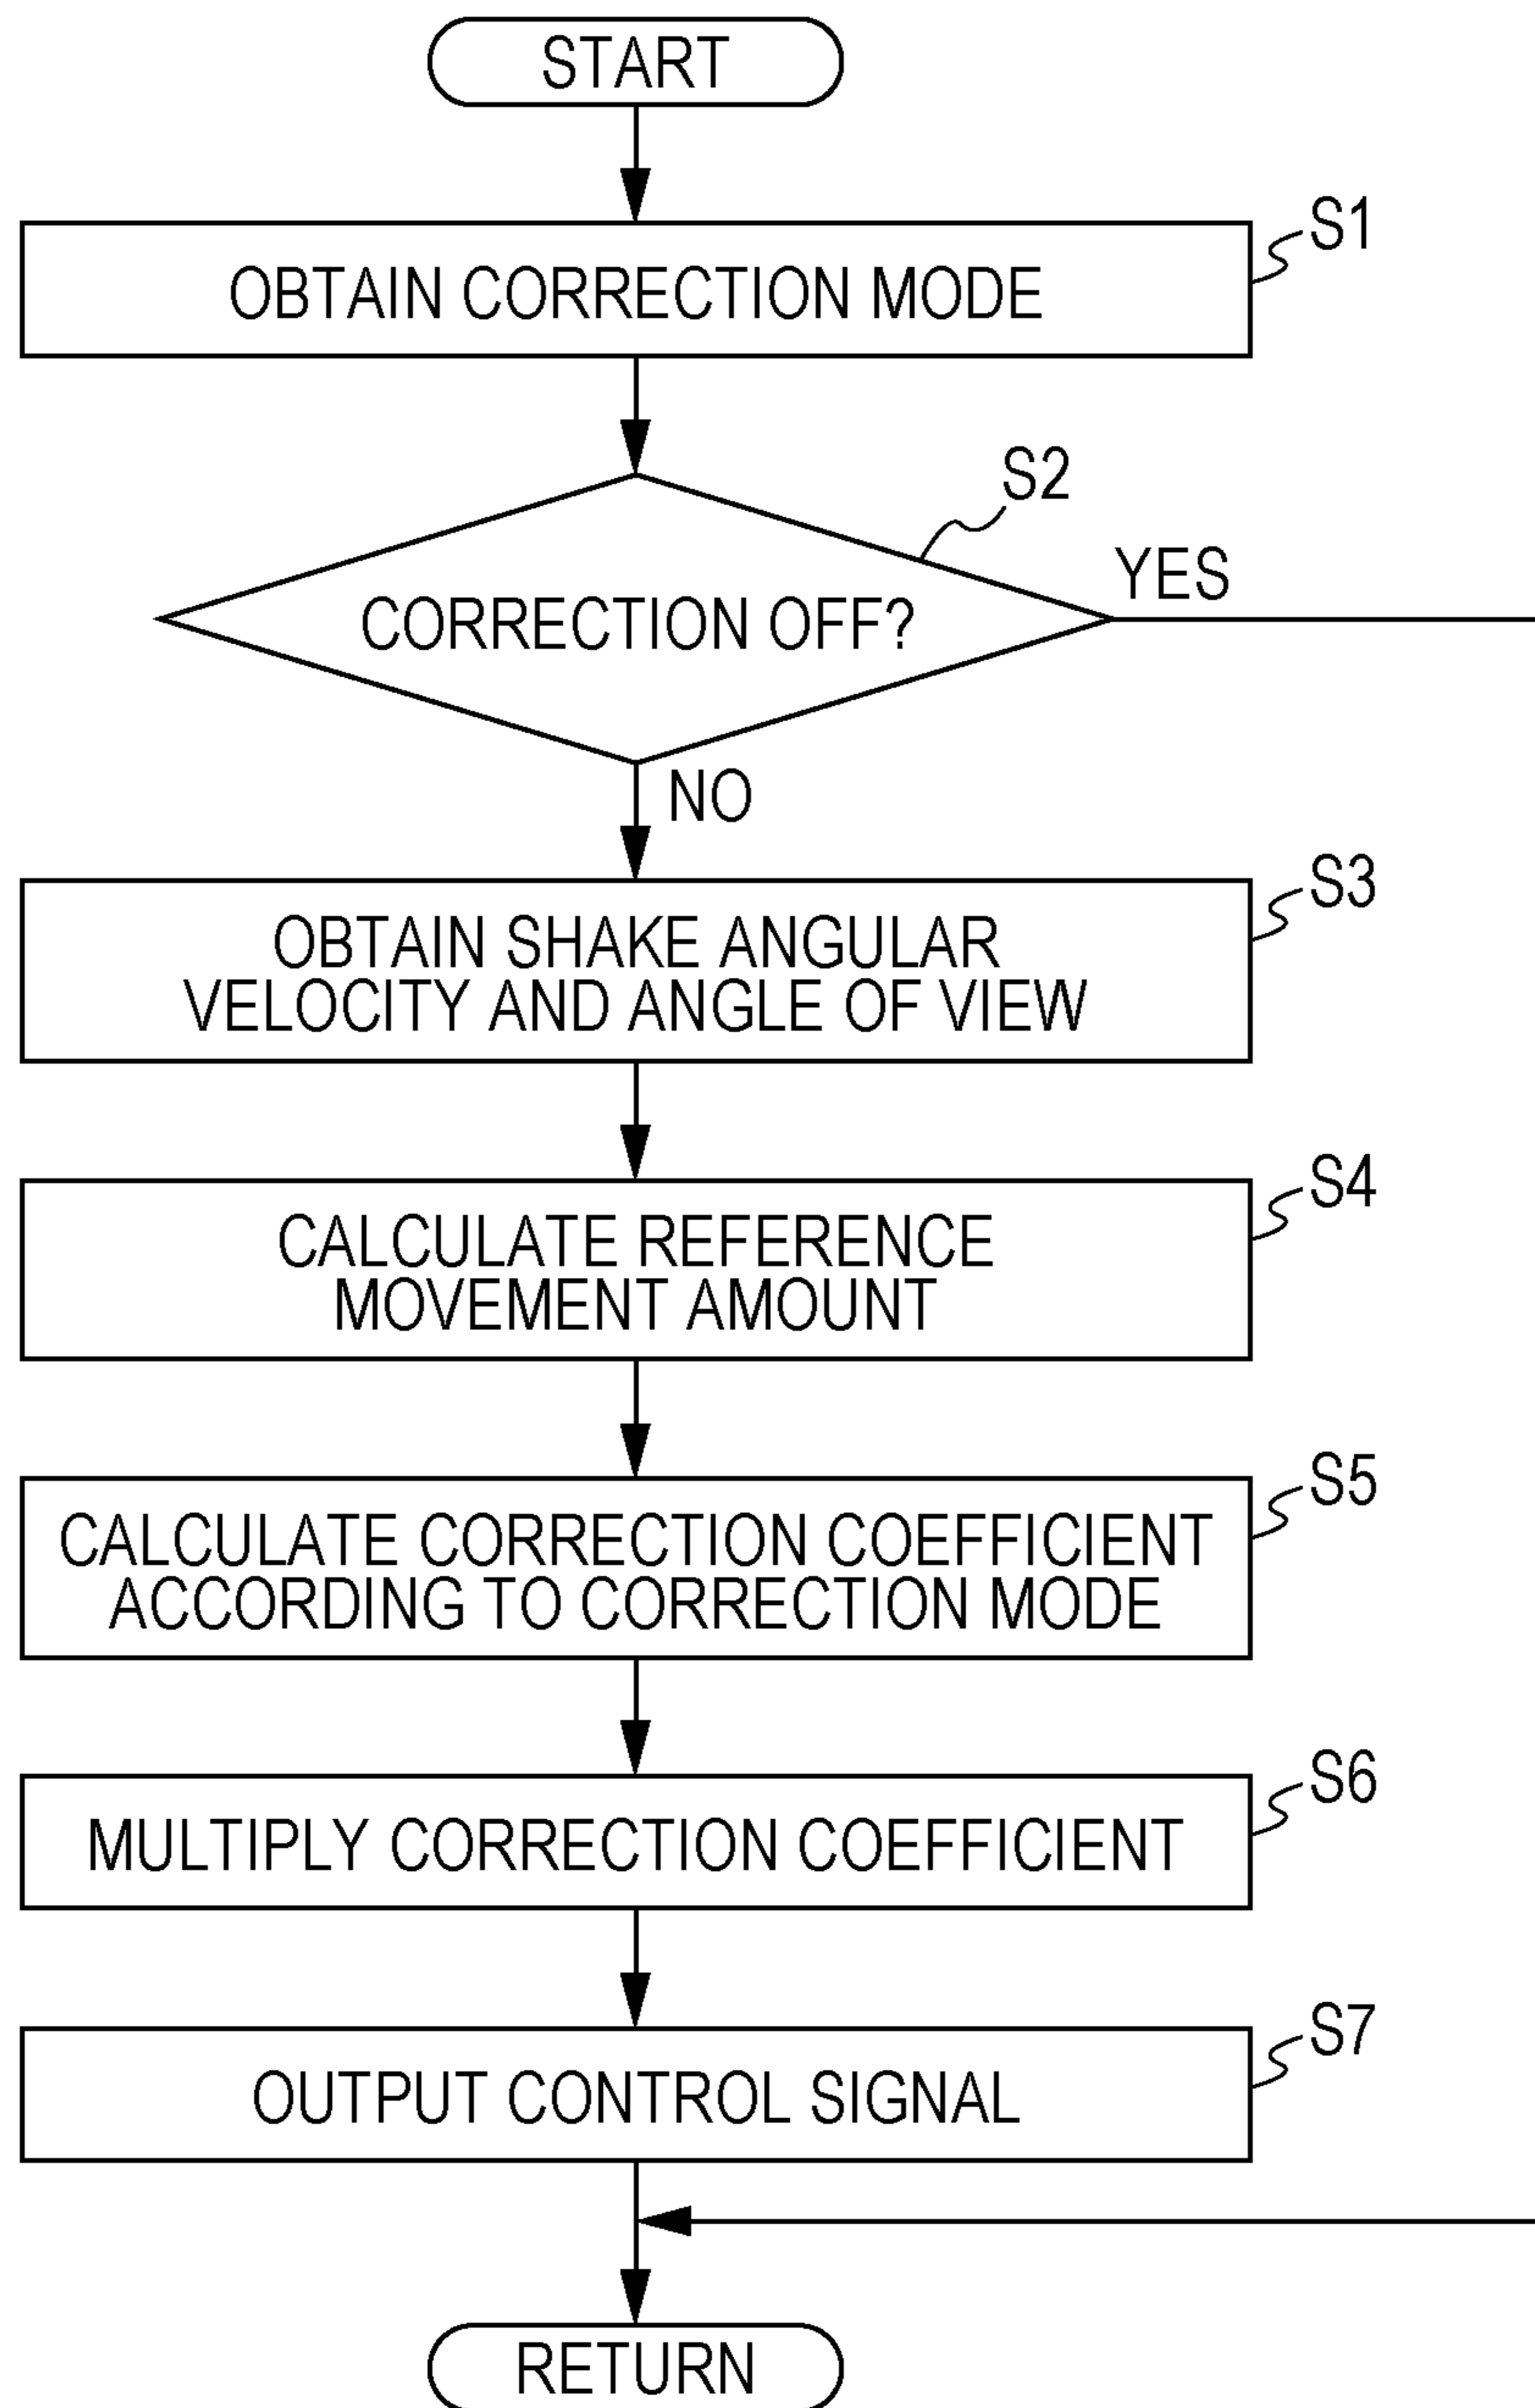 START
S1
OBTAIN CORRECTION MODE
S2
YES
CORRECTION OFF?
NO
S3
OBTAIN SHAKE ANGULAR
VELOCITY AND ANGLE OF VIEW
S4
CALCULATE REFERENCE
MOVEMENT AMOUNT
S5
CALCULATE CORRECTION COEFFICIENT
ACCORDING TO CORRECTION MODE
S6
MULTIPLY CORRECTION COEFFICIENT
S7
OUTPUT CONTROL SIGNAL
RETURN